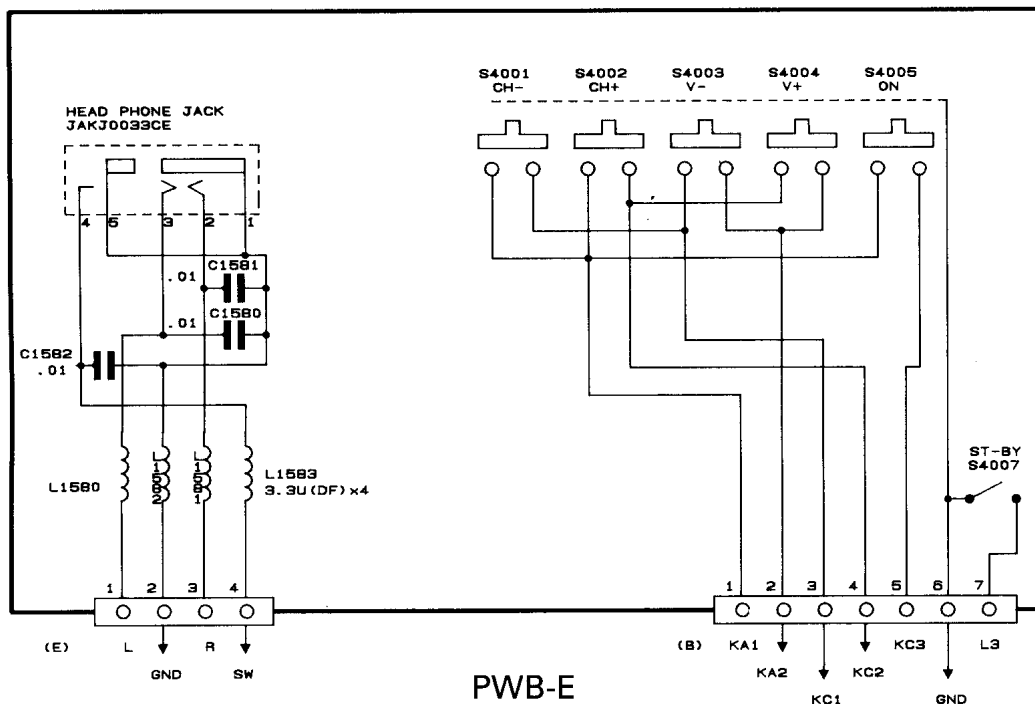 S4001 S4002 S4003 S4004 S4005
CH- CH+ V- V+ ON
HEAD PHONE JACK
JAKJ0033CE
4 5 3 2 1
.01 C1581
.01 C1580
C1582
.01
L1580 L1582 L1581 L1583
3.3U(DF)x4
ST-BY
S4007
1 2 3 4
1 2 3 4 5 6 7
(E) L R
GND SW
(B) KA1 KC3 L3
KA2 KC2
KC1 GND
PWB-E